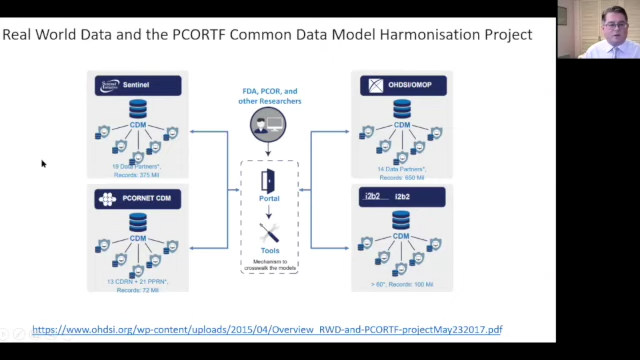 Real World Data and the PCORTF Common Data Model Harmonisation Project
Sentinel
CDM
19 Data Partners*,
Records: 375 Mil
FDA, PCOR, and
other Researchers
OHDSI/OMOP
CDM
14 Data Partners*,
Records: 650 Mil
PCORNET CDM
CDM
13 CDRN + 21 PPRN*,
Records: 72 Mil
Portal
Tools
Mechanism to
crosswalk the models
i2b2 i2b2
CDM
> 60*, Records: 100 Mil
https://www.ohdsi.org/wp-content/uploads/2015/04/Overview_RWD-and-PCORTF-projectMay232017.pdf